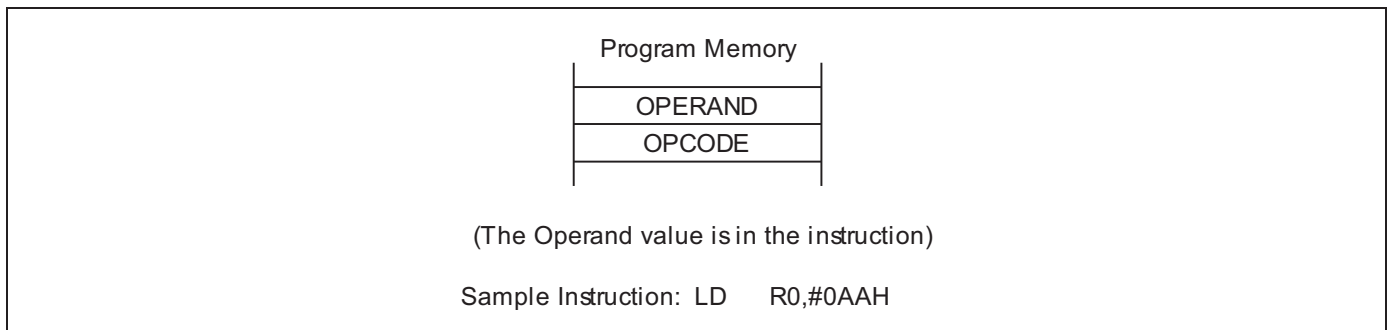 Program Memory
OPERAND
OPCODE
(The Operand value is in the instruction)
Sample Instruction: LD R0,#0AAH